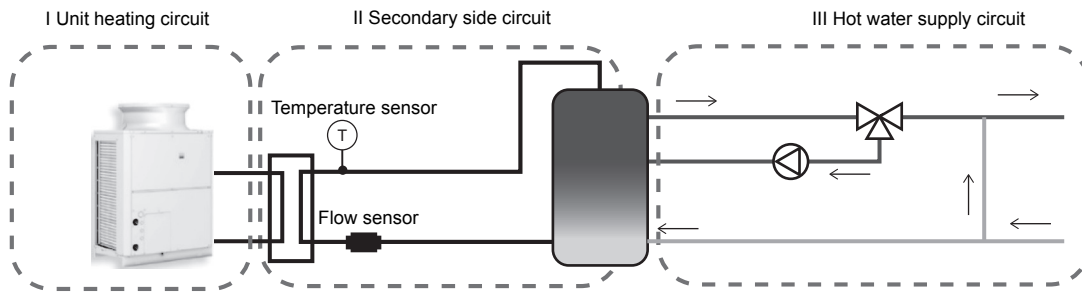 I Unit heating circuit
II Secondary side circuit
III Hot water supply circuit
Temperature sensor
T
Flow sensor